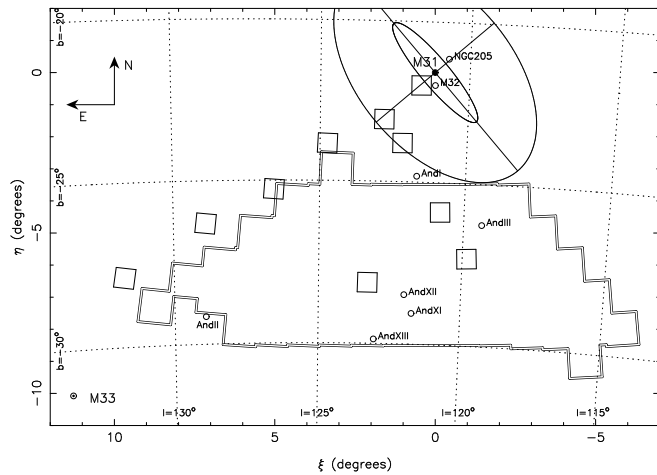 b=−20°
NGC205
M31
M32
N
E
0
AndI
b=−25°
AndIII
−5
η (degrees)
AndXII
AndXI
AndII
AndXIII
b=−30°
−10
M33
l=130°
l=125°
l=120°
l=115°
10
5
0
−5
ξ (degrees)